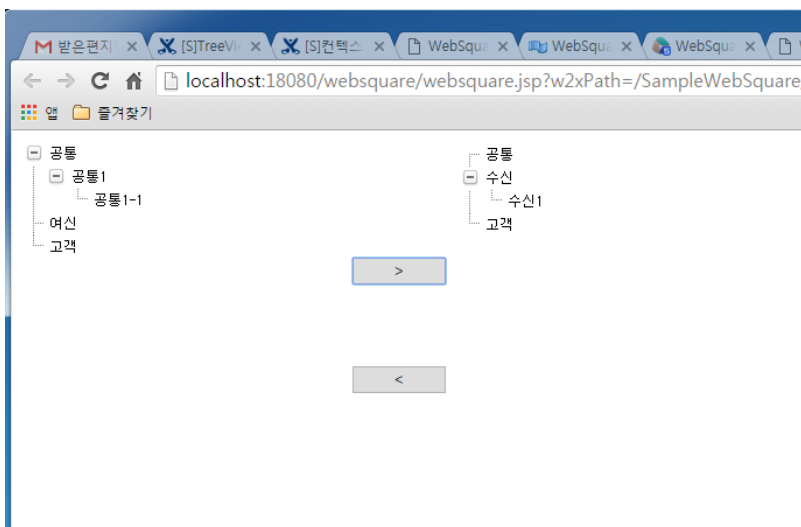 받은편지 [S]TreeVi [S]컨텍스 WebSqua WebSqua WebSqua
localhost:18080/websquare/websquare.jsp?w2xPath=/SampleWebSquare
앱 즐겨찾기
공통
공통1
공통1-1
여신
고객
>
<
공통
수신
수신1
고객